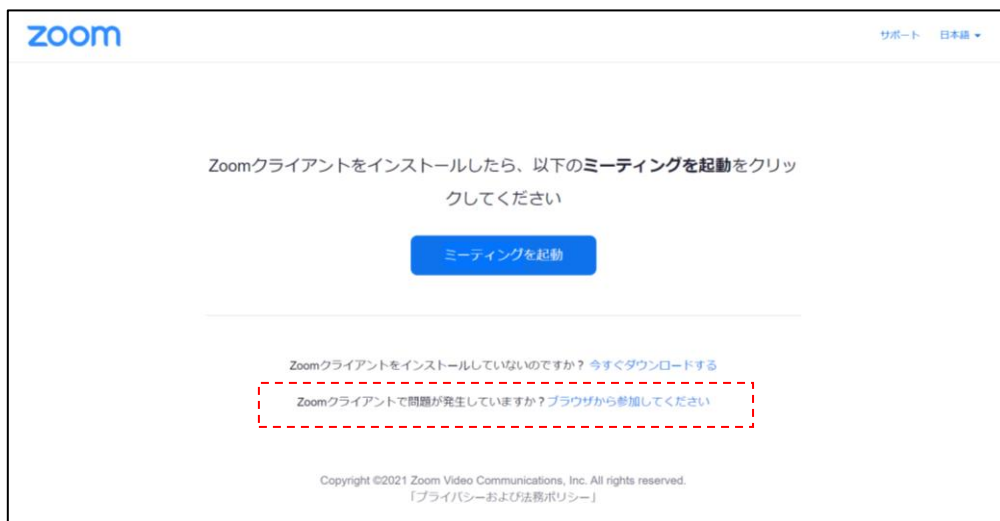 zoom
サポート 日本語
Zoomクライアントをインストールしたら、以下のミーティングを起動をクリッ
クしてください
ミーティングを起動
Zoomクライアントをインストールしていないのですか？ 今すぐダウンロードする
Zoomクライアントで問題が発生していますか？ブラウザから参加してください
Copyright ©2021 Zoom Video Communications, Inc. All rights reserved.
「プライバシーおよび法務ポリシー」